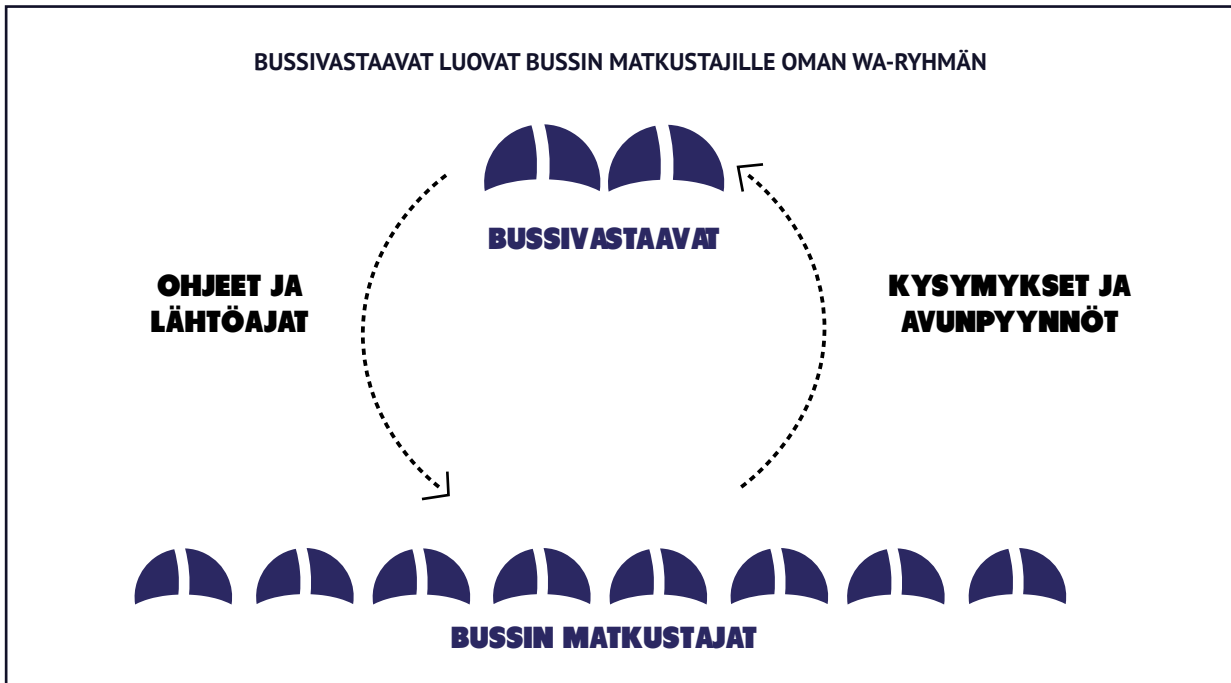 BUSSIVASTAAVAT LUOVAT BUSSIN MATKUSTAJILLE OMAN WA-RYHMÄN
BUSSIVASTAAVAT
OHJEET JA
LÄHTÖAJAT
KYSYMYKSET JA
AVUNPYYNNÖT
BUSSIN MATKUSTAJAT